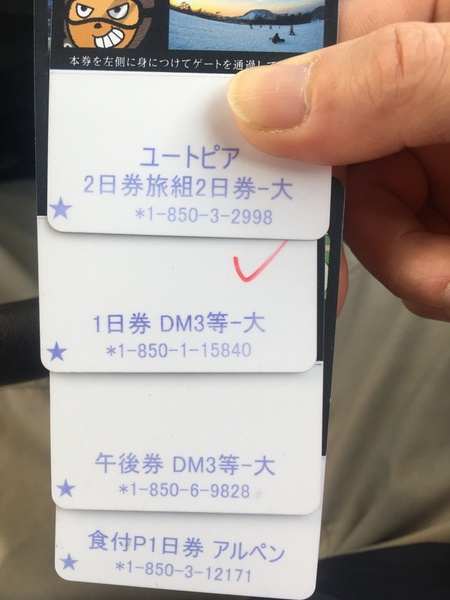 本券を左側に身につけてゲートを通過して
ユートピア
2日券旅組2日券-大
★ *1-850-3-2998
1日券 DM3等-大
★ *1-850-1-15840
午後券 DM3等-大
★ *1-850-6-9828
食付P1日券 アルペン
★ *1-850-3-12171